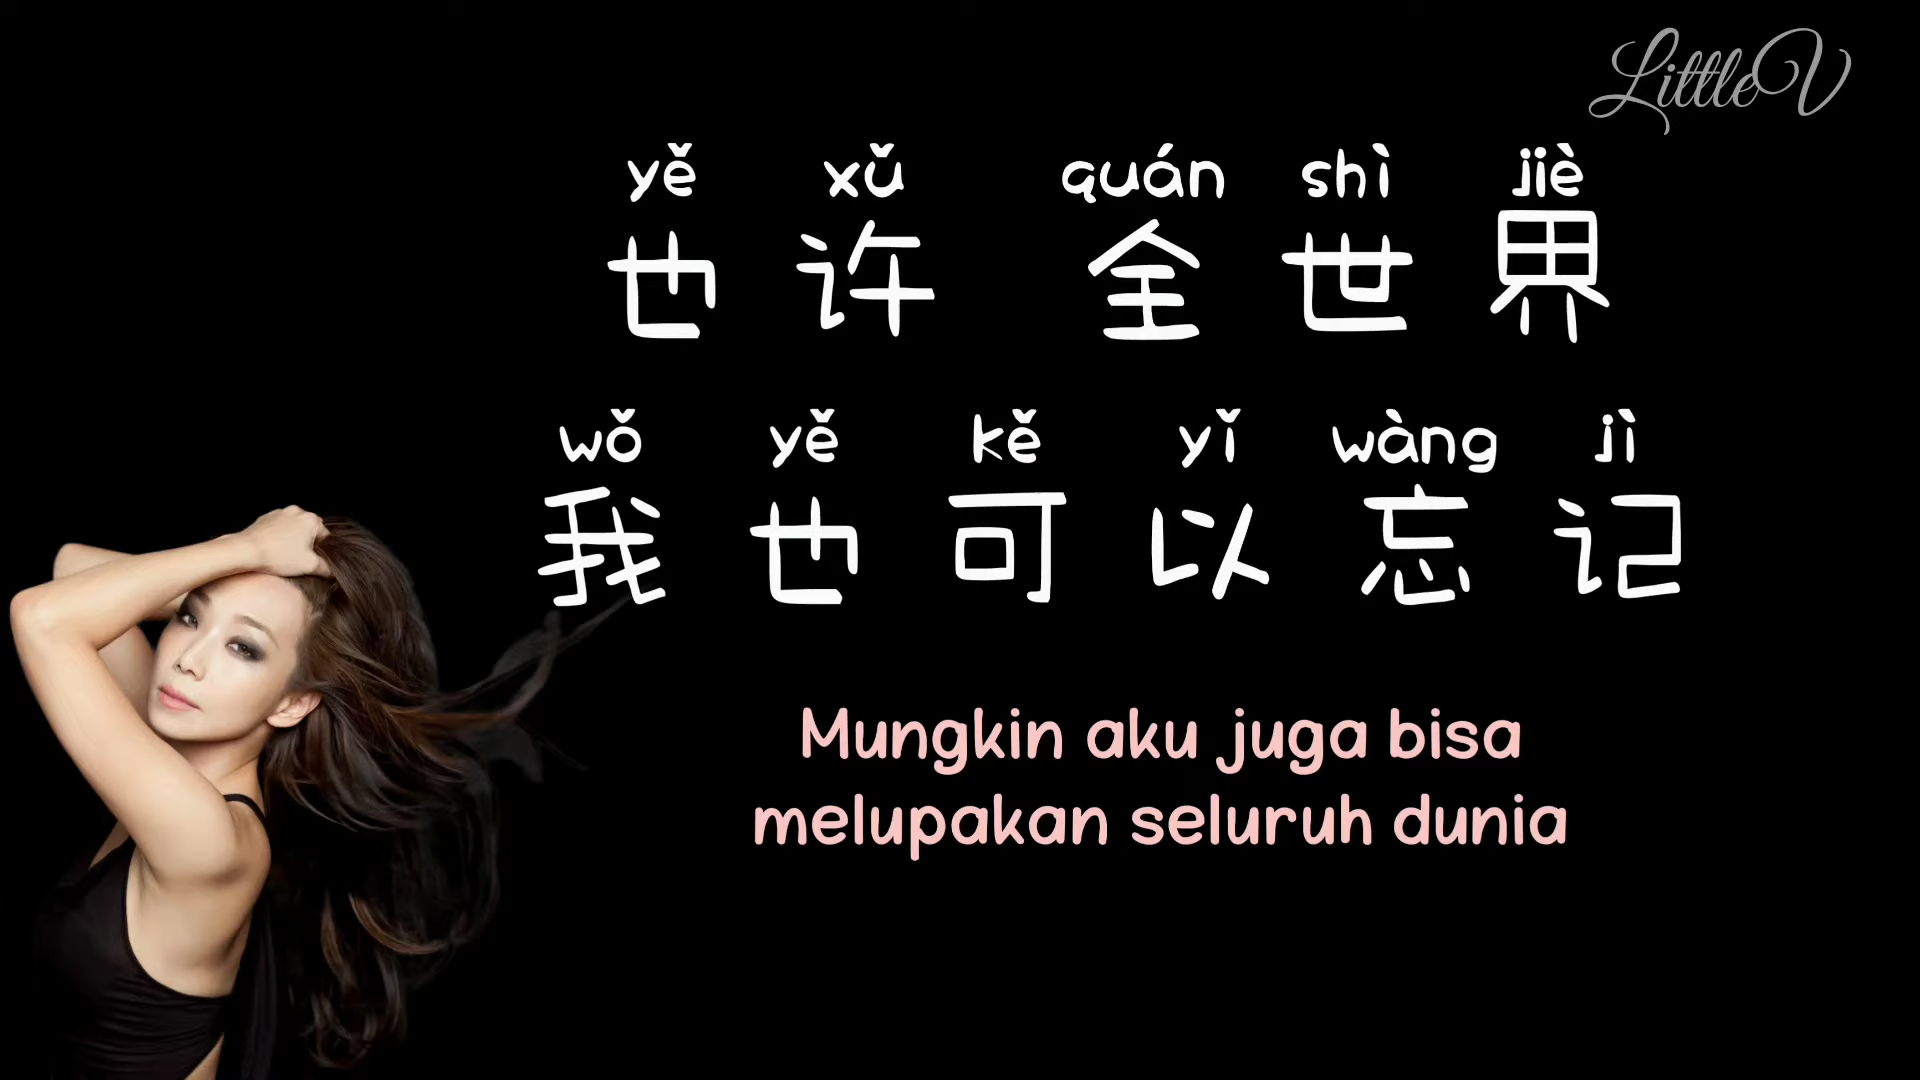 LittleV
yě xǔ quán shì jiè
也许 全世界
wǒ yě kě yǐ wàng jì
我也可以忘记
Mungkin aku juga bisa
melupakan seluruh dunia